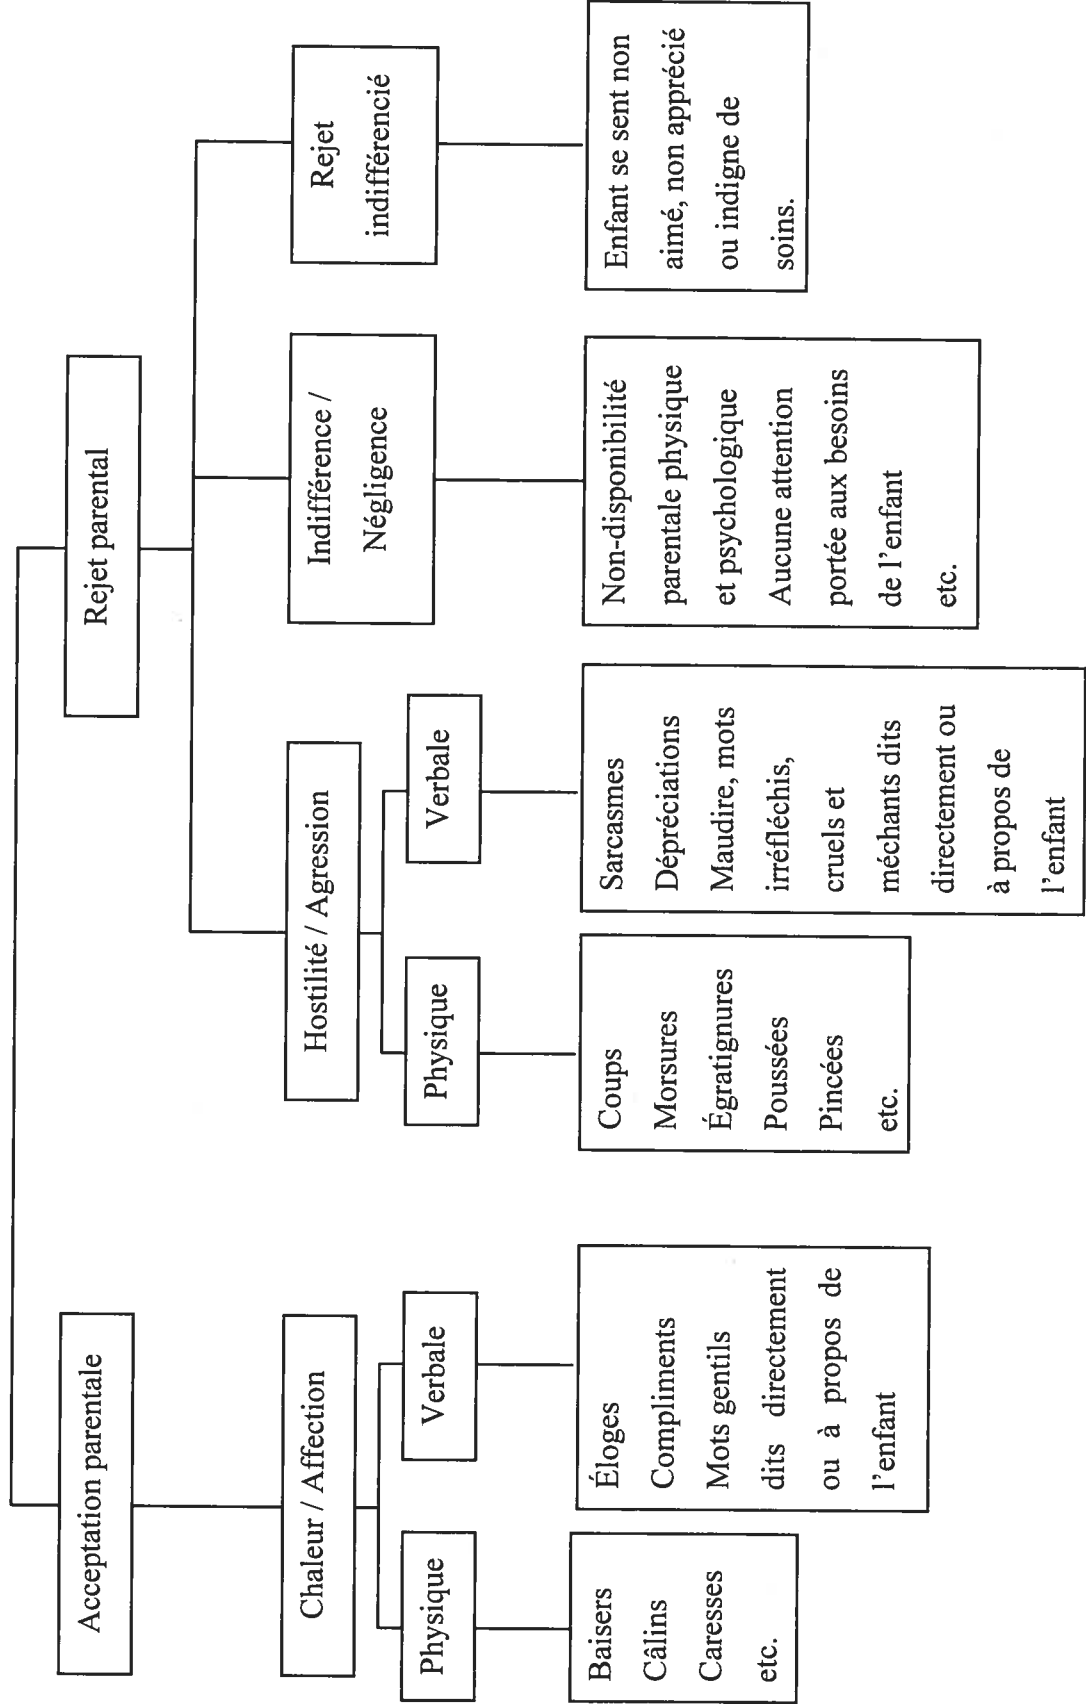 Acceptation parentale
Rejet parental
Chaleur / Affection
Hostilité / Agression
Indifférence /
Négligence
Rejet
indifférencié
Physique
Verbale
Physique
Verbale
Baisers
Câlins
Caresses
etc.
Éloges
Compliments
Mots gentils
dits directement
ou à propos de
l'enfant
Coups
Morsures
Égratignures
Poussées
Pincées
etc.
Sarcasmes
Dépréciations
Maudire, mots
irréfléchis,
cruels et
méchants dits
directement ou
à propos de
l'enfant
Non-disponibilité
parentale physique
et psychologique
Aucune attention
portée aux besoins
de l'enfant
etc.
Enfant se sent non
aimé, non apprécié
ou indigne de
soins.